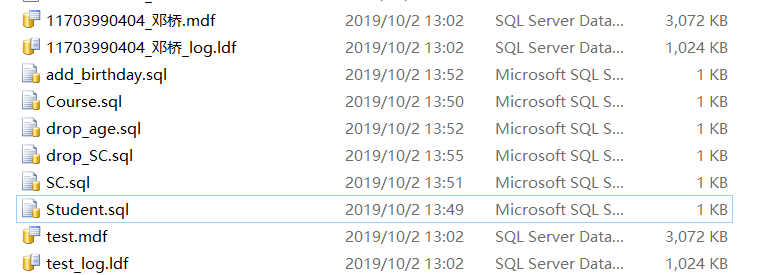 11703990404_邓桥.mdf 2019/10/2 13:02 SQL Server Data... 3,072 KB
11703990404_邓桥_log.ldf 2019/10/2 13:02 SQL Server Data... 1,024 KB
add_birthday.sql 2019/10/2 13:52 Microsoft SQL S... 1 KB
Course.sql 2019/10/2 13:50 Microsoft SQL S... 1 KB
drop_age.sql 2019/10/2 13:52 Microsoft SQL S... 1 KB
drop_SC.sql 2019/10/2 13:55 Microsoft SQL S... 1 KB
SC.sql 2019/10/2 13:51 Microsoft SQL S... 1 KB
Student.sql 2019/10/2 13:49 Microsoft SQL S... 1 KB
test.mdf 2019/10/2 13:02 SQL Server Data... 3,072 KB
test_log.ldf 2019/10/2 13:02 SQL Server Data... 1,024 KB